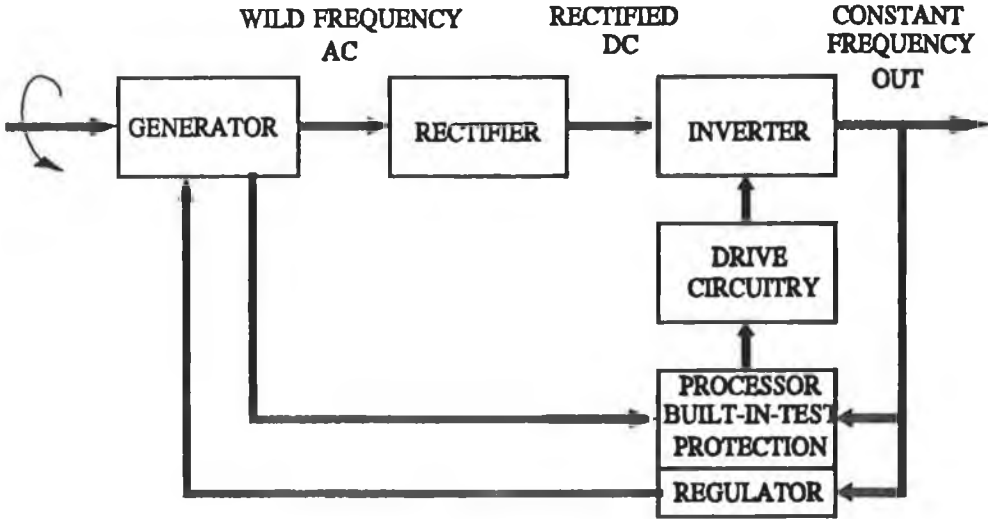 WILD FREQUENCY
AC
RECTIFIED
DC
CONSTANT
FREQUENCY
OUT
GENERATOR
RECTIFIER
INVERTER
DRIVE
CIRCUITRY
PROCESSOR
BUILT-IN-TEST
PROTECTION
REGULATOR